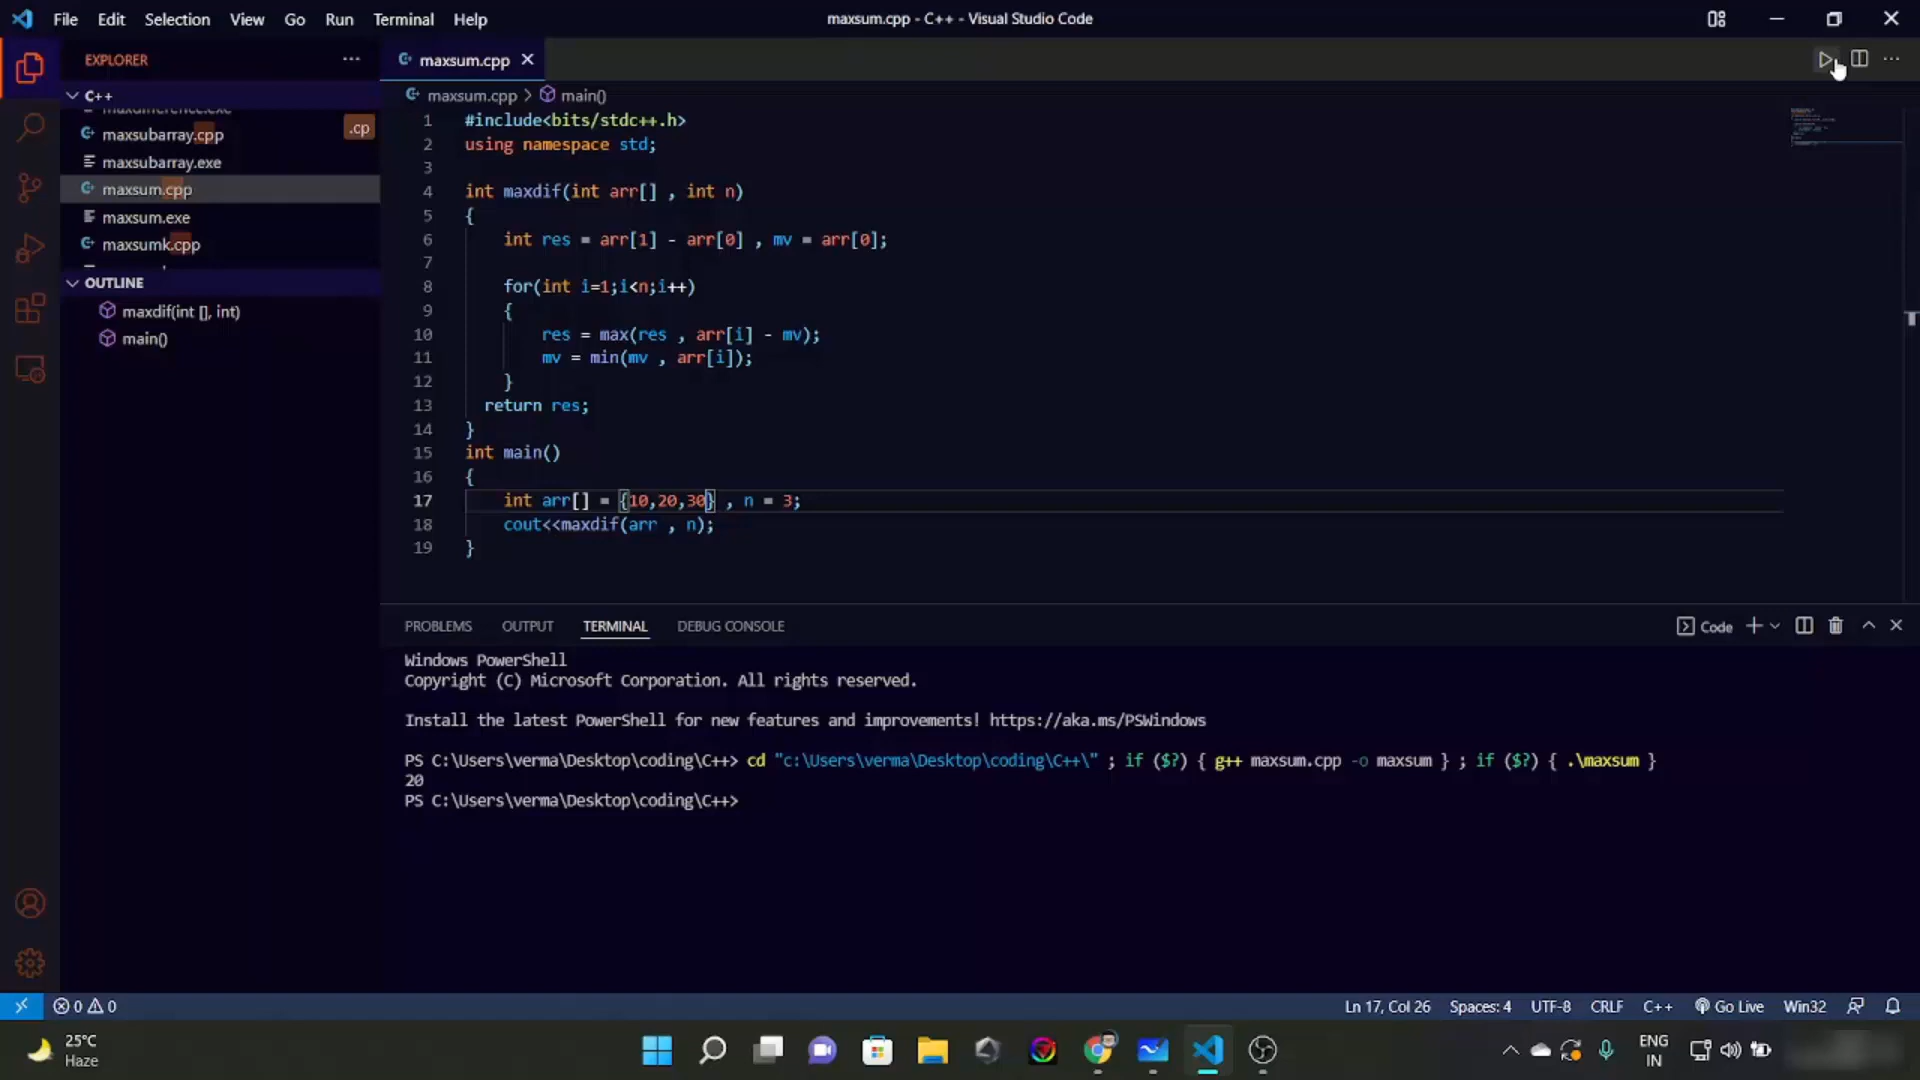 File Edit Selection View Go Run Terminal Help
maxsum.cpp - C++ - Visual Studio Code
EXPLORER
C++
maxdifference.exe
maxsubarray.cpp
.cp
maxsubarray.exe
maxsum.cpp
maxsum.exe
maxsumk.cpp
OUTLINE
maxdif(int [], int)
main()
maxsum.cpp
maxsum.cpp > main()
1 #include<bits/stdc++.h>
2 using namespace std;
3
4 int maxdif(int arr[] , int n)
5 {
6 int res = arr[1] - arr[0] , mv = arr[0];
7
8 for(int i=1;i<n;i++)
9 {
10 res = max(res , arr[i] - mv);
11 mv = min(mv , arr[i]);
12 }
13 return res;
14 }
15 int main()
16 {
17 int arr[] = {10,20,30} , n = 3;
18 cout<<maxdif(arr , n);
19 }
PROBLEMS OUTPUT TERMINAL DEBUG CONSOLE
Code
Windows PowerShell
Copyright (C) Microsoft Corporation. All rights reserved.
Install the latest PowerShell for new features and improvements! https://aka.ms/PSWindows
PS C:\Users\verma\Desktop\coding\C++> cd "c:\Users\verma\Desktop\coding\C++\" ; if ($?) { g++ maxsum.cpp -o maxsum } ; if ($?) { .\maxsum }
20
PS C:\Users\verma\Desktop\coding\C++>
0 0
Ln 17, Col 26 Spaces: 4 UTF-8 CRLF C++ Go Live Win32
25°C
Haze
ENG
IN